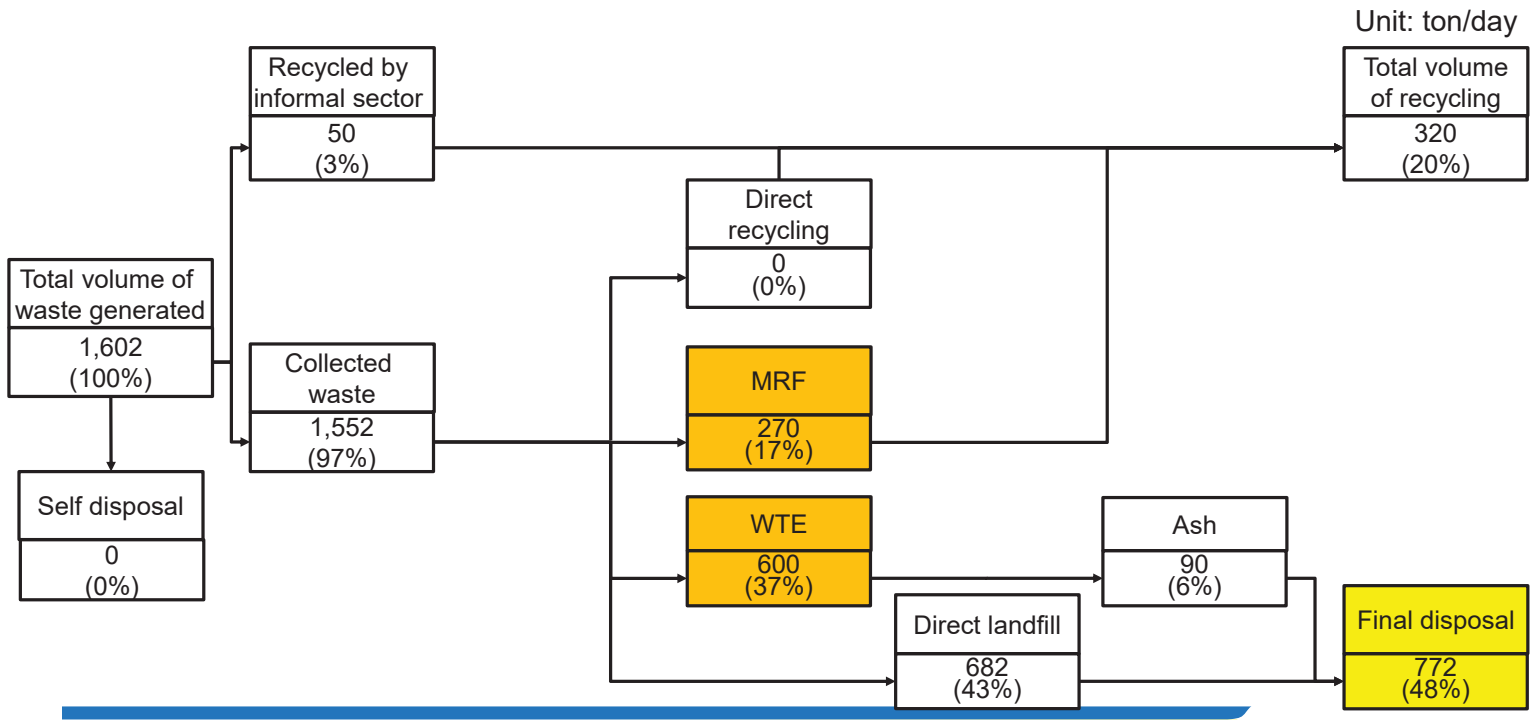 Unit: ton/day
Recycled by
informal sector
50
(3%)
Total volume
of recycling
320
(20%)
Direct
recycling
0
(0%)
Total volume of
waste generated
1,602
(100%)
Collected
waste
1,552
(97%)
MRF
270
(17%)
Self disposal
0
(0%)
WTE
600
(37%)
Ash
90
(6%)
Direct landfill
682
(43%)
Final disposal
772
(48%)